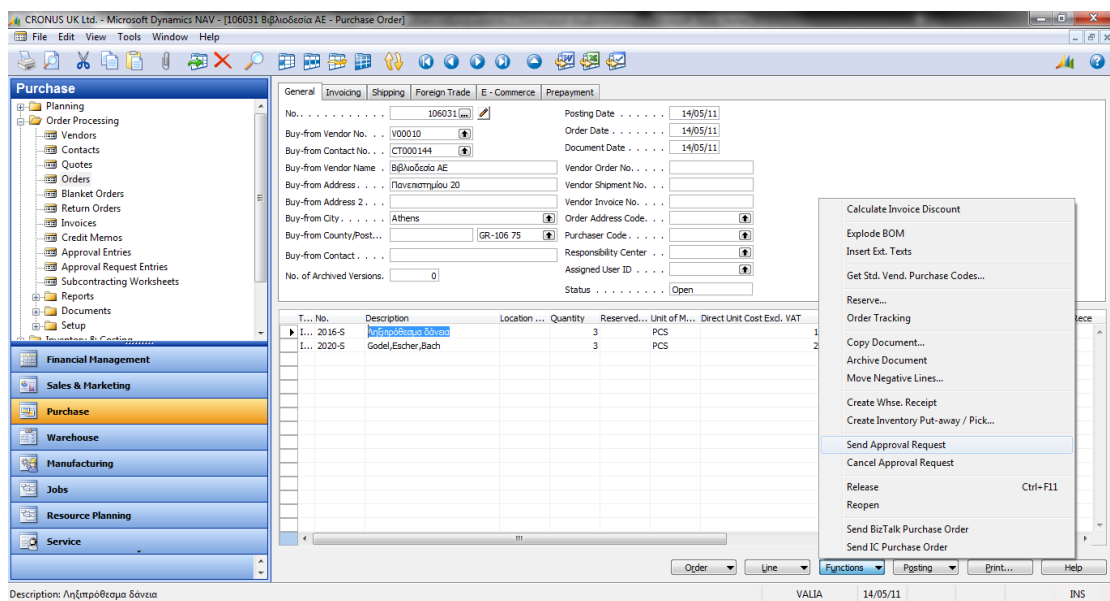 CRONUS UK Ltd. - Microsoft Dynamics NAV - [106031 Βιβλιοδεσία ΑΕ - Purchase Order]
File Edit View Tools Window Help
Purchase
Planning
Order Processing
Vendors
Contacts
Quotes
Orders
Blanket Orders
Return Orders
Invoices
Credit Memos
Approval Entries
Approval Request Entries
Subcontracting Worksheets
Reports
Documents
Setup
Inventory & Costing
Financial Management
Sales & Marketing
Purchase
Warehouse
Manufacturing
Jobs
Resource Planning
Service
General Invoicing Shipping Foreign Trade E - Commerce Prepayment
No. . . . . . . . . . . . 106031 Posting Date . . . . . . 14/05/11
Buy-from Vendor No. . . V00010 Order Date . . . . . . . 14/05/11
Buy-from Contact No. . . CT000144 Document Date . . . . . 14/05/11
Buy-from Vendor Name . Βιβλιοδεσία ΑΕ Vendor Order No. . . .
Buy-from Address . . . . Πανεπιστημίου 20 Vendor Shipment No. . .
Buy-from Address 2 . . . Vendor Invoice No. . . .
Buy-from City . . . . . . Athens Order Address Code. . .
Buy-from County/Post... GR-106 75 Purchaser Code . . . . .
Buy-from Contact . . . . Responsibility Center . .
No. of Archived Versions. 0 Assigned User ID . . . .
Status . . . . . . . . . Open
T... No. Description Location ... Quantity Reserved... Unit of M... Direct Unit Cost Excl. VAT Rece
I... 2016-S Ληξιπρόθεσμα δάνεια 3 PCS 1
I... 2020-S Godel,Escher,Bach 3 PCS 2
Calculate Invoice Discount
Explode BOM
Insert Ext. Texts
Get Std. Vend. Purchase Codes...
Reserve...
Order Tracking
Copy Document...
Archive Document
Move Negative Lines...
Create Whse. Receipt
Create Inventory Put-away / Pick...
Send Approval Request
Cancel Approval Request
Release Ctrl+F11
Reopen
Send BizTalk Purchase Order
Send IC Purchase Order
Order Line Functions Posting Print... Help
Description: Ληξιπρόθεσμα δάνεια VALIA 14/05/11 INS